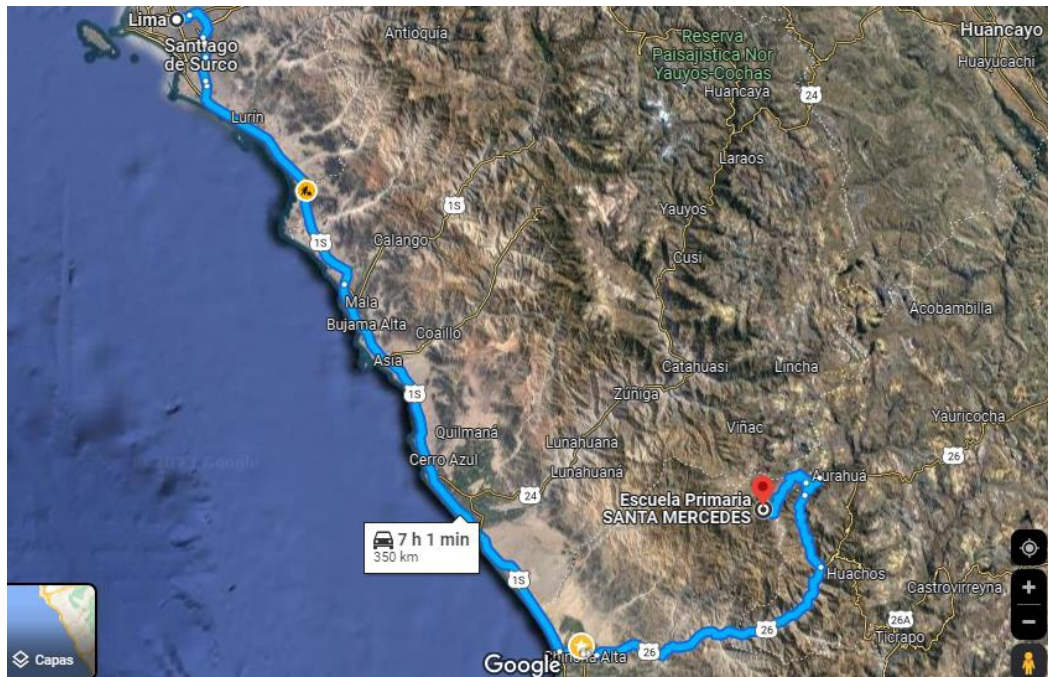 Lima
Antioquía
Reserva
Paisajística Nor
Yauyos-Cochas
Huancayo
Huayucachi
Santiago
de Surco
Huancaya
24
Lurín
Laraos
1S
Yauyos
1S
Calango
Cusi
Mala
Acobambilla
Bujama Alta
Coaillo
Asia
Catahuasi
Lincha
1S
Zúñiga
Yauricocha
Quilmaná
Viñac
Lunahuana
26
Cerro Azul
Lunahuaná
Aurahuá
24
Escuela Primaria
SANTA MERCEDES
7 h 1 min
350 km
1S
Huachos
Castrovirreyna
26
26A
Ticrapo
26
Capas
Google
Alta